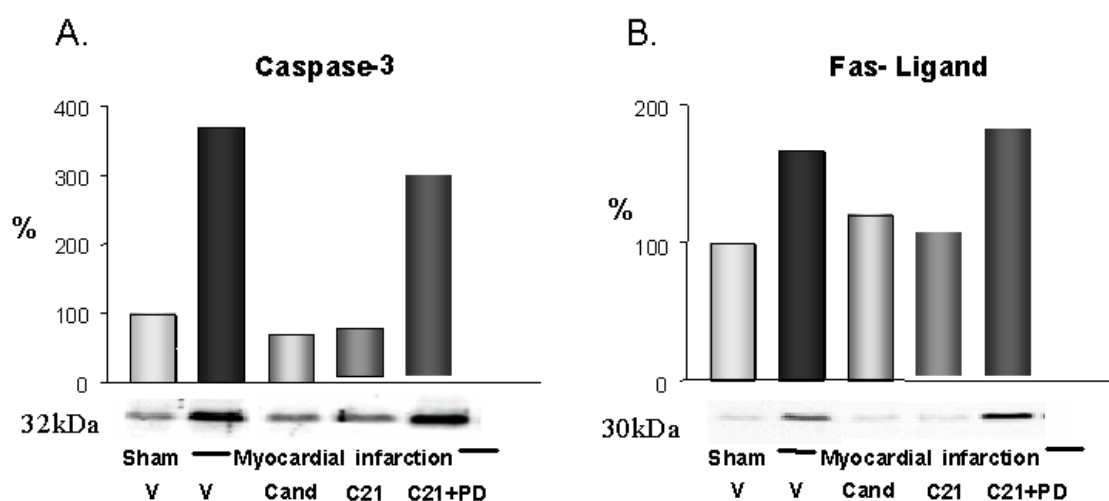 A.
Caspase-3
400
300
%
200
100
0
32kDa
Sham Myocardial infarction
V V Cand C21 C21+PD
B.
Fas- Ligand
200
%
100
0
30kDa
Sham Myocardial infarction
V V Cand C21 C21+PD